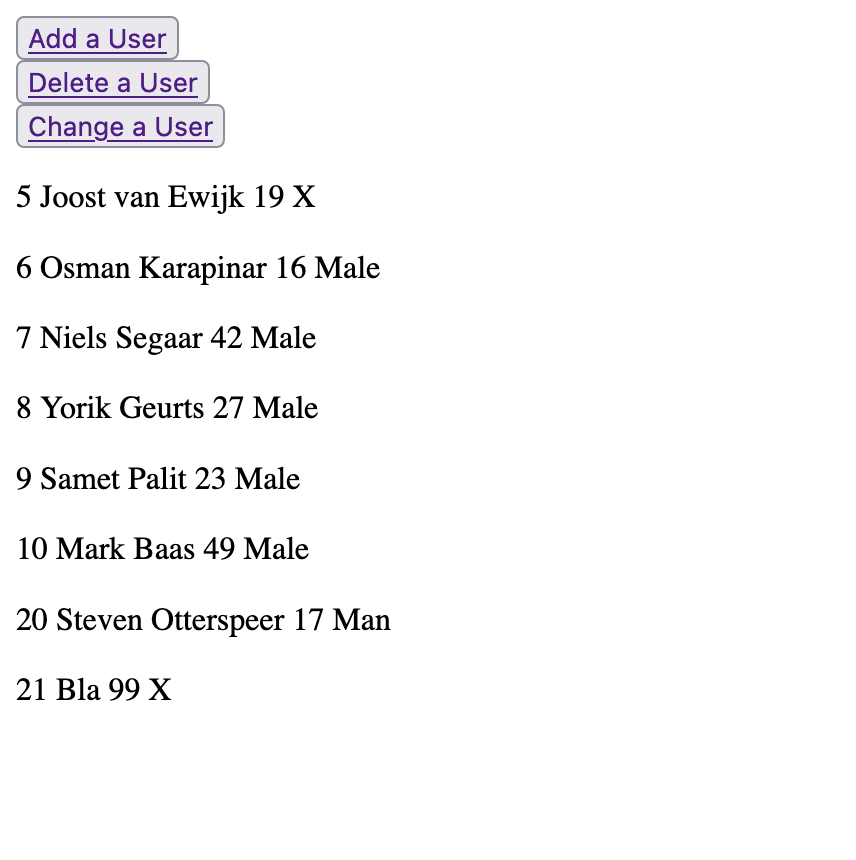 Add a User
Delete a User
Change a User
5 Joost van Ewijk 19 X
6 Osman Karapinar 16 Male
7 Niels Segaar 42 Male
8 Yorik Geurts 27 Male
9 Samet Palit 23 Male
10 Mark Baas 49 Male
20 Steven Otterspeer 17 Man
21 Bla 99 X